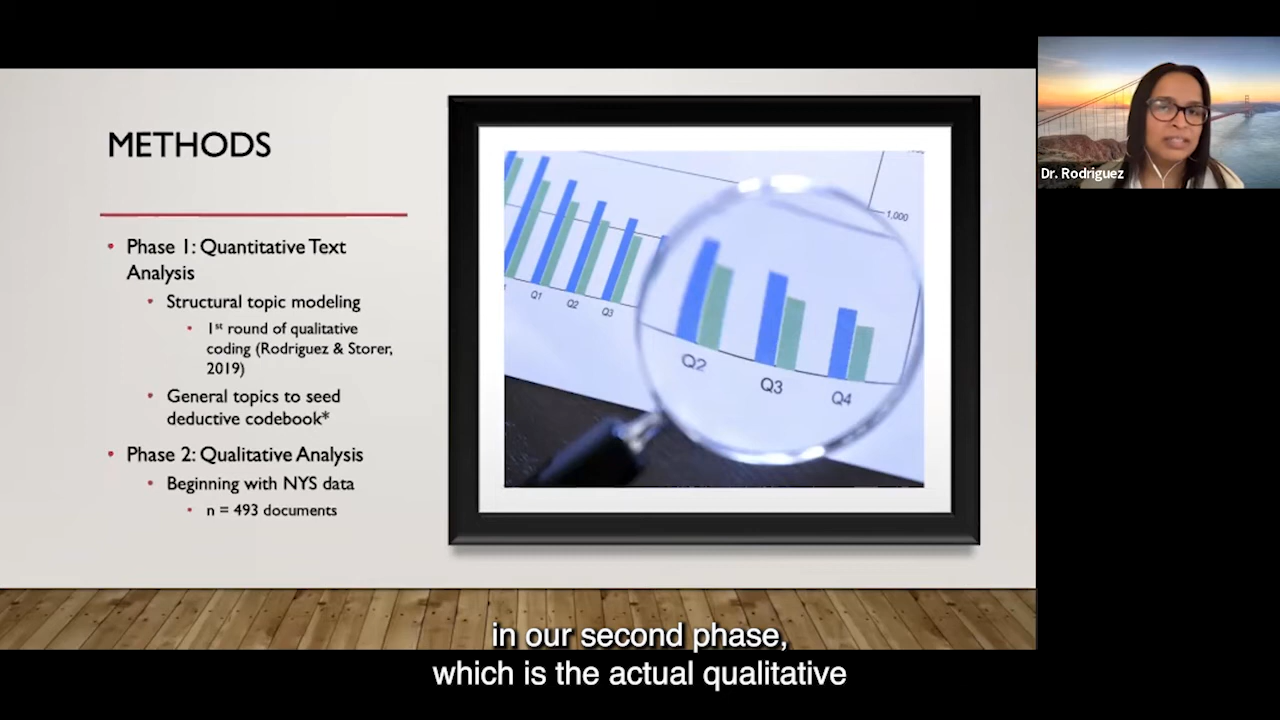 METHODS
• Phase 1: Quantitative Text
Analysis
• Structural topic modeling
• 1st round of qualitative
coding (Rodriguez & Storer,
2019)
• General topics to seed
deductive codebook*
• Phase 2: Qualitative Analysis
• Beginning with NYS data
• n = 493 documents
1,000
Q1
Q2
Q3
Q2
Q3
Q4
Dr. Rodriguez
in our second phase,
which is the actual qualitative